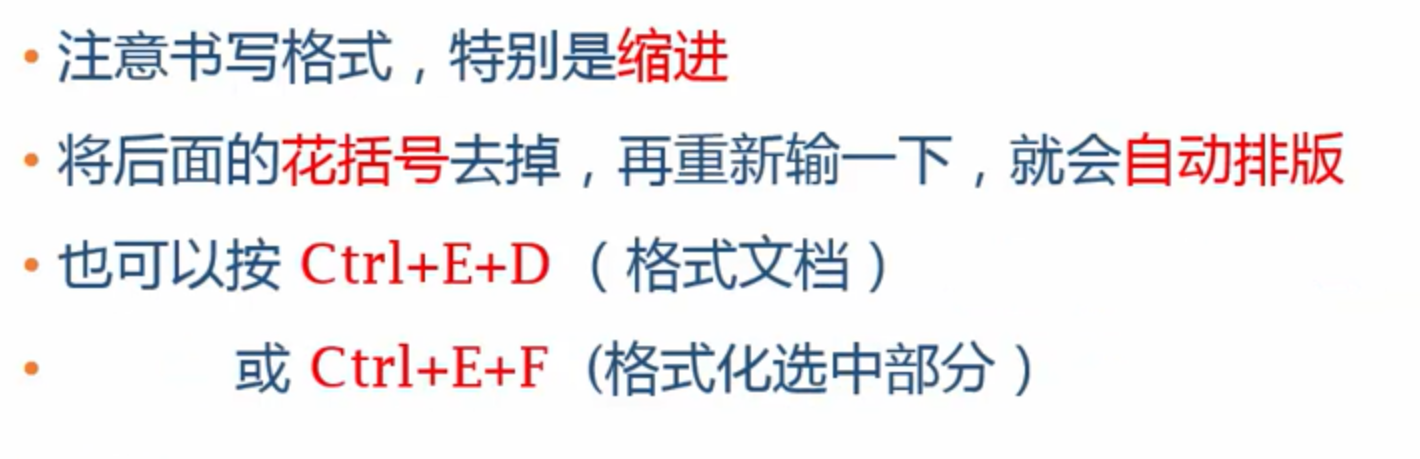 • 注意书写格式，特别是缩进
• 将后面的花括号去掉，再重新输一下，就会自动排版
• 也可以按 Ctrl+E+D （格式文档）
• 或 Ctrl+E+F (格式化选中部分）